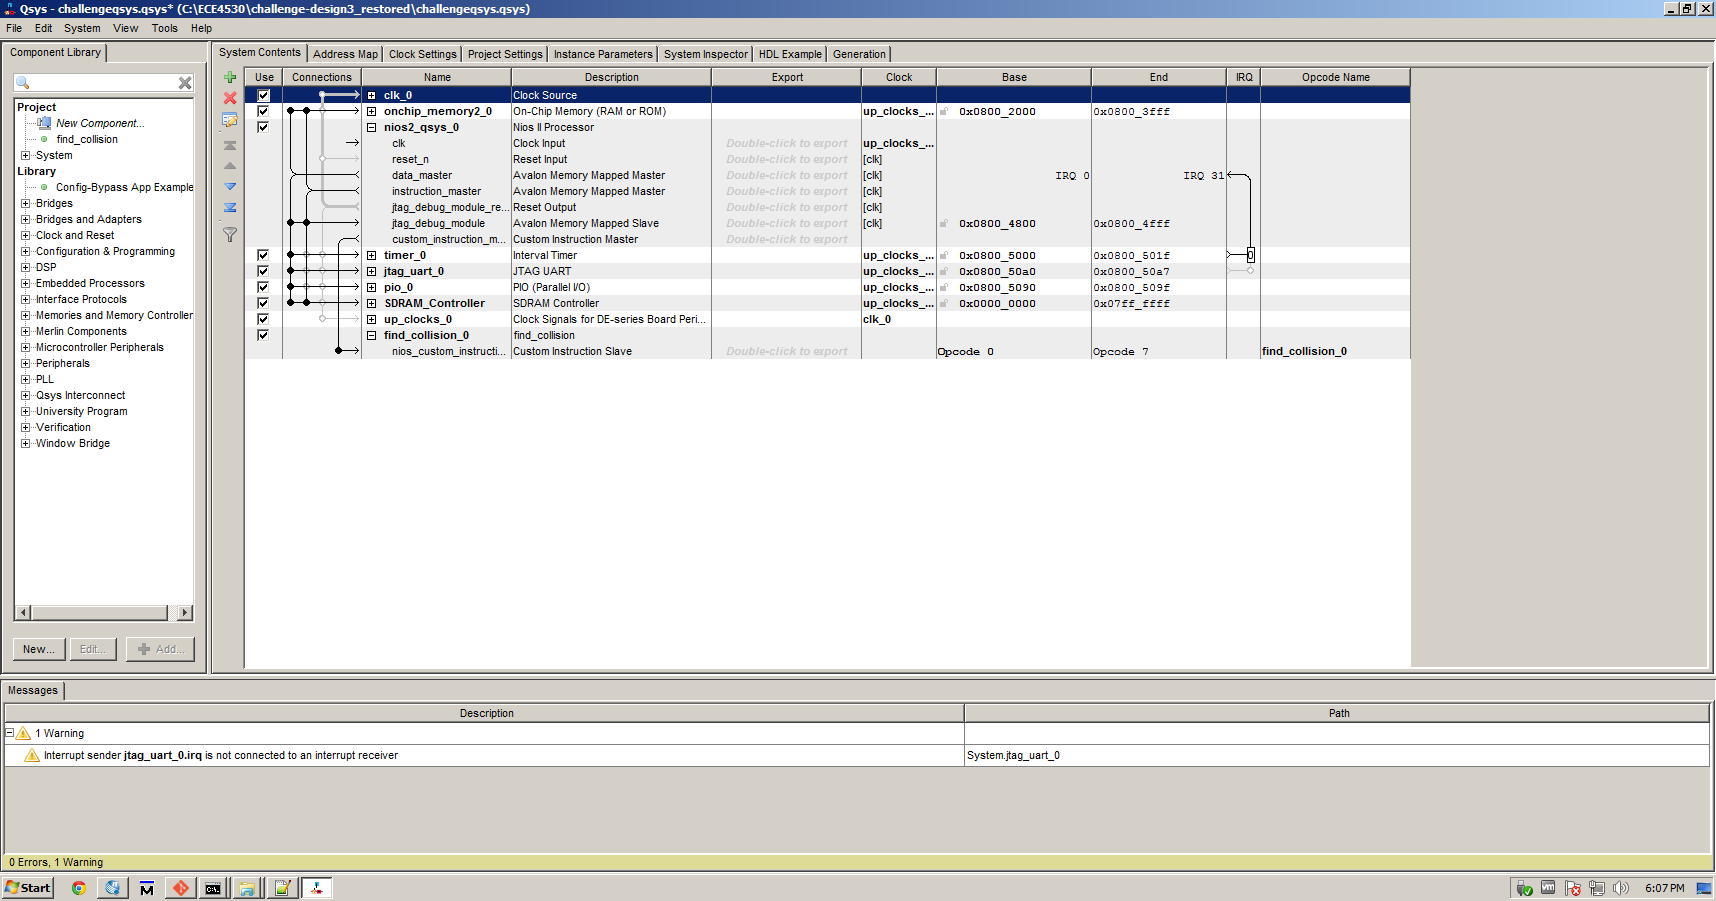 Qsys - challengeqsys.qsys* (C:\ECE4530\challenge-design3_restored\challengeqsys.qsys)
File Edit System View Tools Help
Component Library
Project
New Component...
find_collision
System
Library
Config-Bypass App Example
Bridges
Bridges and Adapters
Clock and Reset
Configuration & Programming
DSP
Embedded Processors
Interface Protocols
Memories and Memory Controller
Merlin Components
Microcontroller Peripherals
Peripherals
PLL
Qsys Interconnect
University Program
Verification
Window Bridge
New... Edit... Add...
System Contents Address Map Clock Settings Project Settings Instance Parameters System Inspector HDL Example Generation
Use Connections Name Description Export Clock Base End IRQ Opcode Name
clk_0 Clock Source
onchip_memory2_0 On-Chip Memory (RAM or ROM) up_clocks_... 0x0800_2000 0x0800_3fff
nios2_qsys_0 Nios II Processor
clk Clock Input Double-click to export up_clocks_...
reset_n Reset Input Double-click to export [clk]
data_master Avalon Memory Mapped Master Double-click to export [clk] IRQ 0 IRQ 31
instruction_master Avalon Memory Mapped Master Double-click to export [clk]
jtag_debug_module_re... Reset Output Double-click to export [clk]
jtag_debug_module Avalon Memory Mapped Slave Double-click to export [clk] 0x0800_4800 0x0800_4fff
custom_instruction_m... Custom Instruction Master Double-click to export
timer_0 Interval Timer up_clocks_... 0x0800_5000 0x0800_501f 0
jtag_uart_0 JTAG UART up_clocks_... 0x0800_50a0 0x0800_50a7
pio_0 PIO (Parallel I/O) up_clocks_... 0x0800_5090 0x0800_509f
SDRAM_Controller SDRAM Controller up_clocks_... 0x0000_0000 0x07ff_ffff
up_clocks_0 Clock Signals for DE-series Board Peri... clk_0
find_collision_0 find_collision
nios_custom_instructi... Custom Instruction Slave Double-click to export Opcode 0 Opcode 7 find_collision_0
Messages
Description Path
1 Warning
Interrupt sender jtag_uart_0.irq is not connected to an interrupt receiver System.jtag_uart_0
0 Errors, 1 Warning
Start 6:07 PM